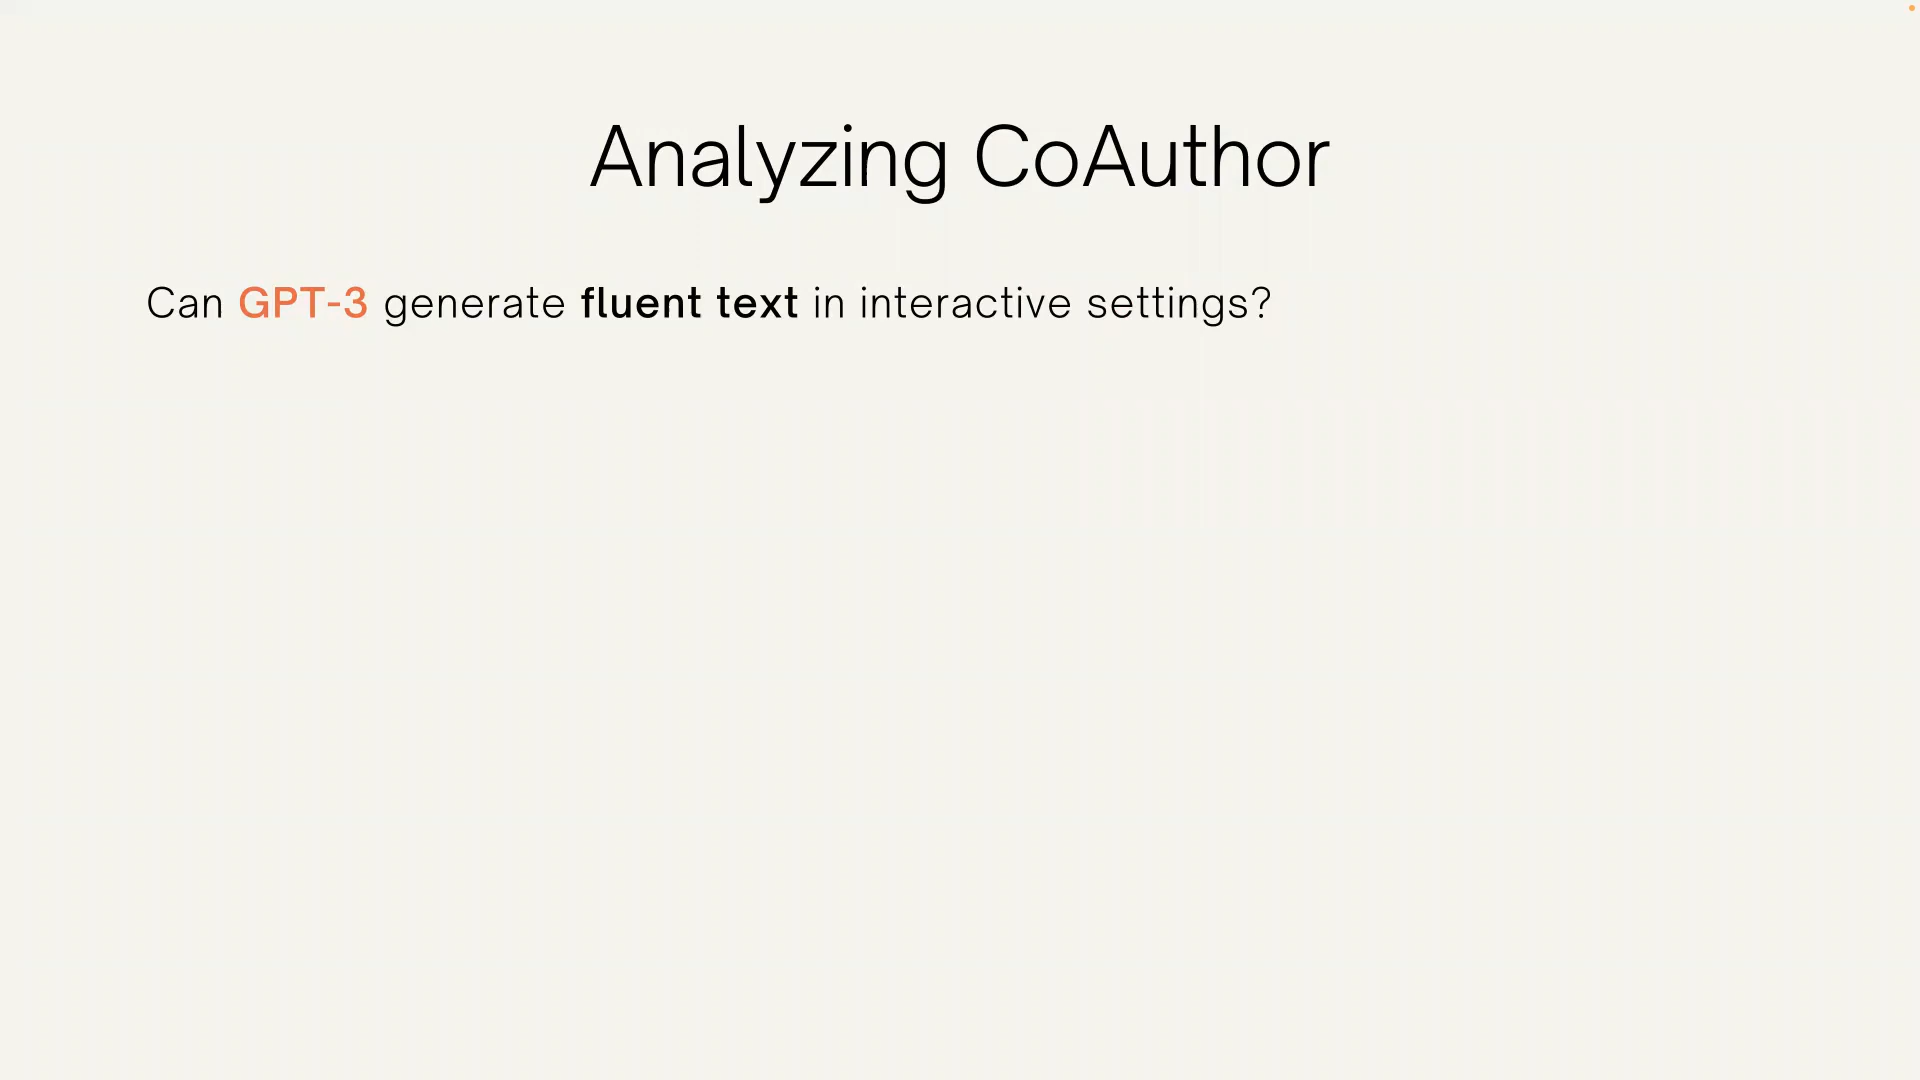 Analyzing CoAuthor
Can GPT-3 generate fluent text in interactive settings?